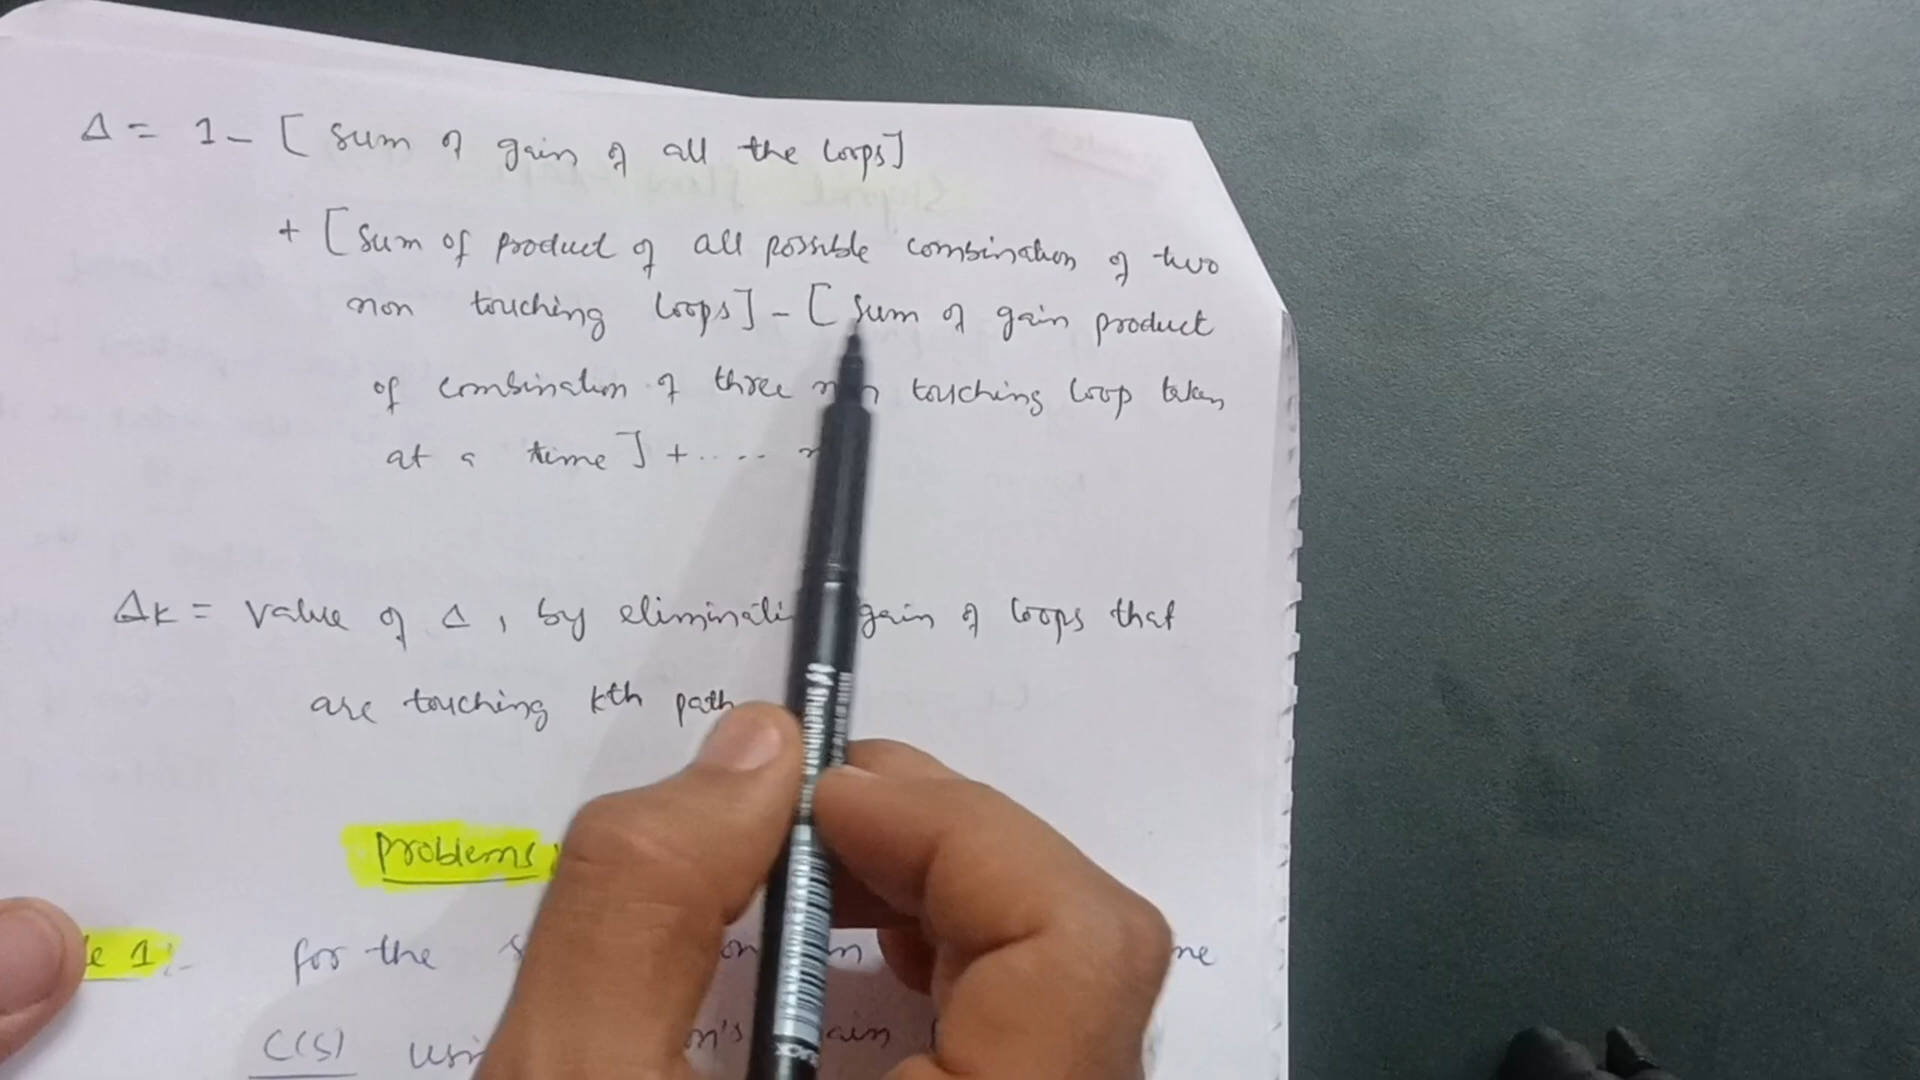 Δ = 1 - [ sum of gain of all the loops]
+ [sum of product of all possible combination of two
non touching loops] - [ sum of gain product
of combination of three touching loop taken
at a time ] + ....
ΔK = value of Δ, by gain of loops that
are touching kth path
Problems
1:- for the
C(S)